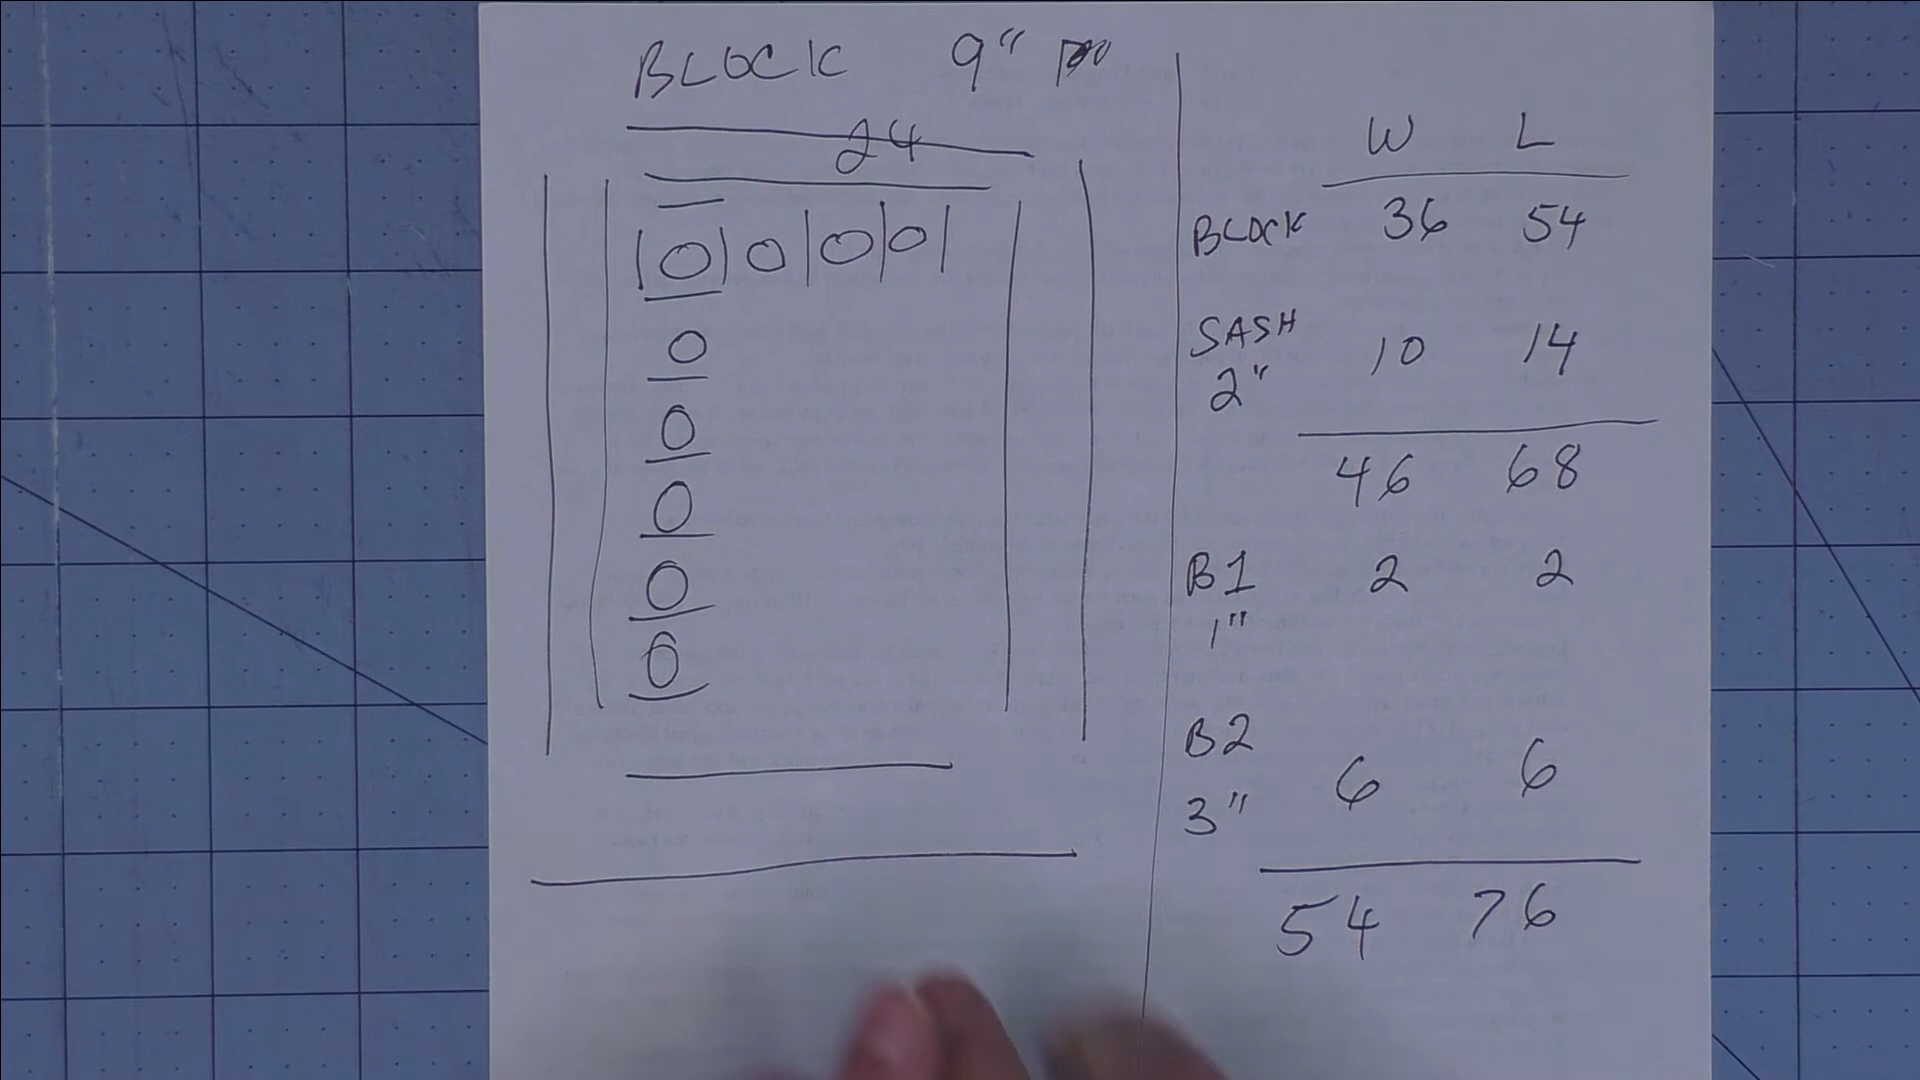 BLOCK 9"
24
W L
BLOCK 36 54
SASH 10 14
2"
46 68
B1 2 2
1"
B2 6 6
3"
54 76